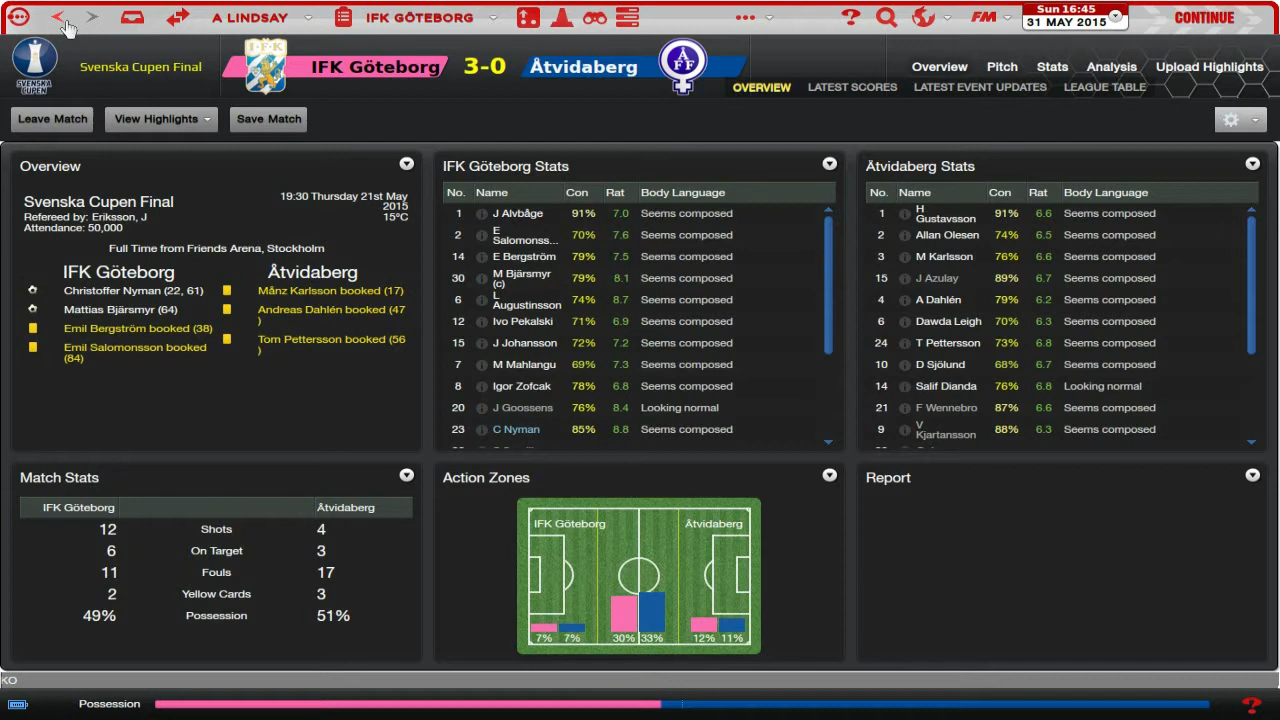 A LINDSAY
IFK GÖTEBORG
FM
Sun 16:45
31 MAY 2015
CONTINUE
SVENSKA
CUPEN
Svenska Cupen Final
I.F.K
IFK Göteborg
3-0
Åtvidaberg
ÅFF
Overview Pitch Stats Analysis Upload Highlights
OVERVIEW LATEST SCORES LATEST EVENT UPDATES LEAGUE TABLE
Leave Match
View Highlights
Save Match
Overview
Svenska Cupen Final
Refereed by: Eriksson, J
Attendance: 50,000
19:30 Thursday 21st May
2015
15°C
Full Time from Friends Arena, Stockholm
IFK Göteborg
Christoffer Nyman (22, 61)
Mattias Bjärsmyr (64)
Emil Bergström booked (38)
Emil Salomonsson booked
(84)
Åtvidaberg
Månz Karlsson booked (17)
Andreas Dahlén booked (47
)
Tom Pettersson booked (56
)
IFK Göteborg Stats
No. Name Con Rat Body Language
1 J Alvbåge 91% 7.0 Seems composed
2 E Salomonss... 70% 7.6 Seems composed
14 E Bergström 79% 7.5 Seems composed
30 M Bjärsmyr (c) 79% 8.1 Seems composed
6 L Augustinsson 74% 8.7 Seems composed
12 Ivo Pekalski 71% 6.9 Seems composed
15 J Johansson 72% 7.2 Seems composed
7 M Mahlangu 69% 7.3 Seems composed
8 Igor Zofcak 78% 6.8 Seems composed
20 J Goossens 76% 8.4 Looking normal
23 C Nyman 85% 8.8 Seems composed
Åtvidaberg Stats
No. Name Con Rat Body Language
1 H Gustavsson 91% 6.6 Seems composed
2 Allan Olesen 74% 6.5 Seems composed
3 M Karlsson 76% 6.6 Seems composed
15 J Azulay 89% 6.7 Seems composed
4 A Dahlén 79% 6.2 Seems composed
6 Dawda Leigh 70% 6.3 Seems composed
24 T Pettersson 73% 6.8 Seems composed
10 D Sjölund 68% 6.7 Seems composed
14 Salif Dianda 76% 6.8 Looking normal
21 F Wennebro 87% 6.6 Seems composed
9 V Kjartansson 88% 6.3 Seems composed
Match Stats
IFK Göteborg Åtvidaberg
12 Shots 4
6 On Target 3
11 Fouls 17
2 Yellow Cards 3
49% Possession 51%
Action Zones
IFK Göteborg Åtvidaberg
7% 7% 30% 33% 12% 11%
Report
KO
Possession